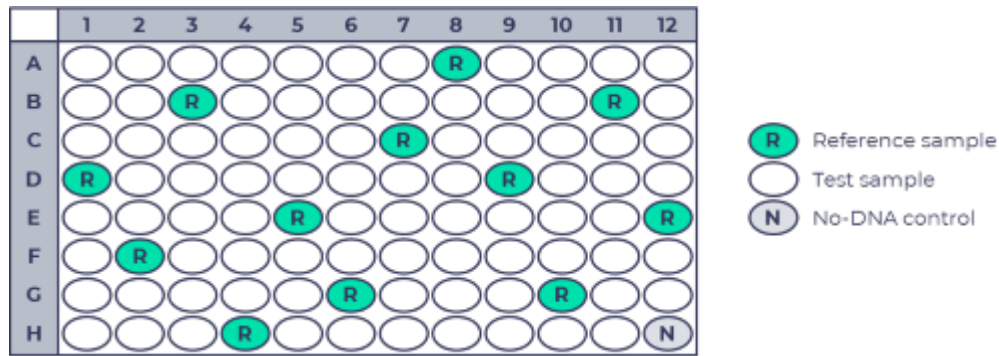 1 2 3 4 5 6 7 8 9 10 11 12
A R
B R R
C R
D R R
E R R
F R
G R R
H R N
R Reference sample
Test sample
N No-DNA control